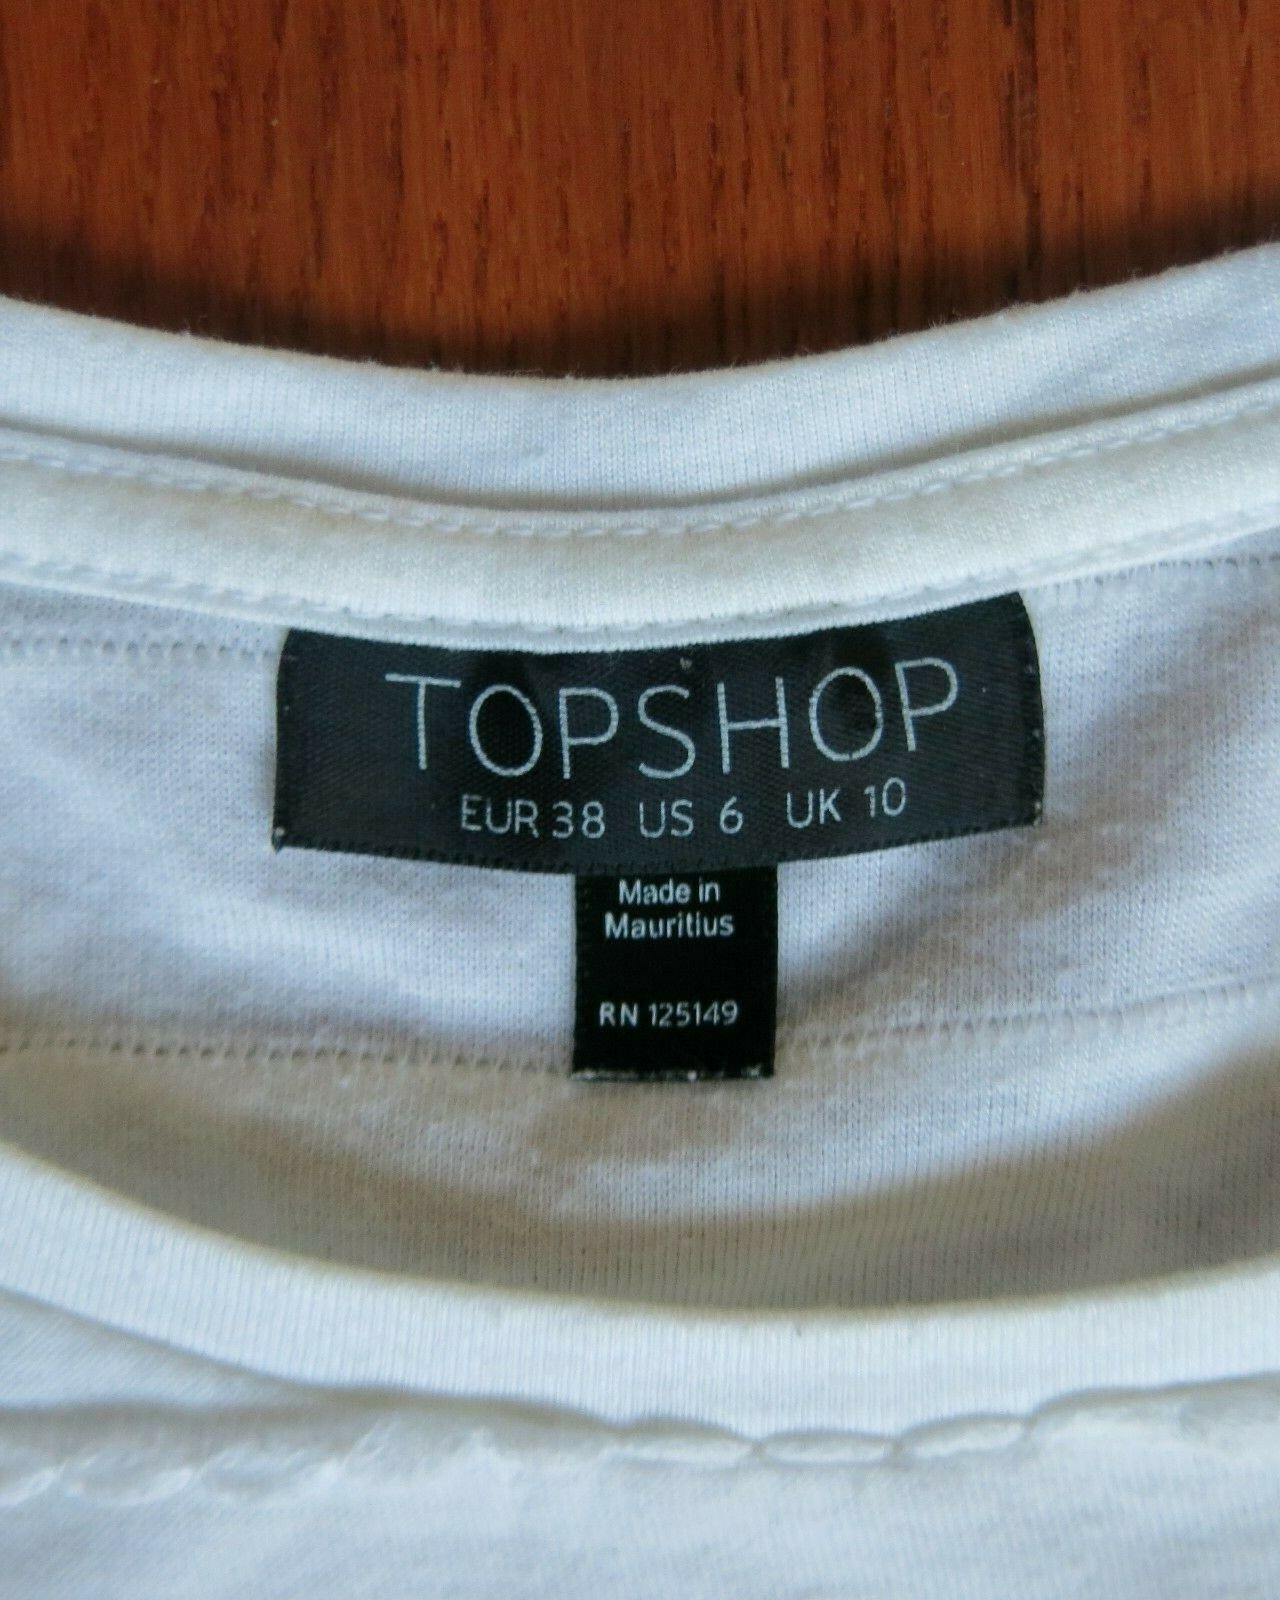 TOPSHOP
EUR 38 US 6 UK 10
Made in
Mauritius
RN 125149